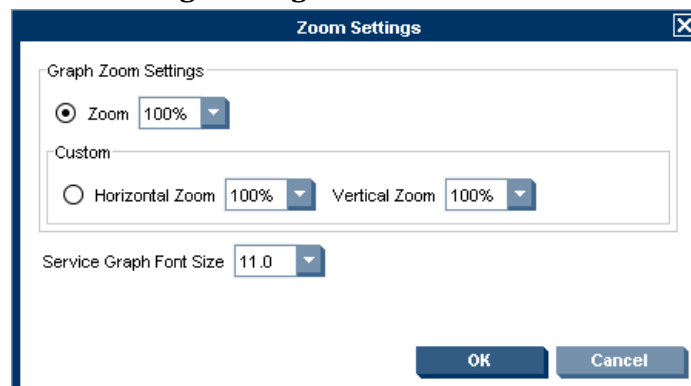 Zoom Settings
Graph Zoom Settings
Zoom 100%
Custom
Horizontal Zoom 100% Vertical Zoom 100%
Service Graph Font Size 11.0
OK Cancel